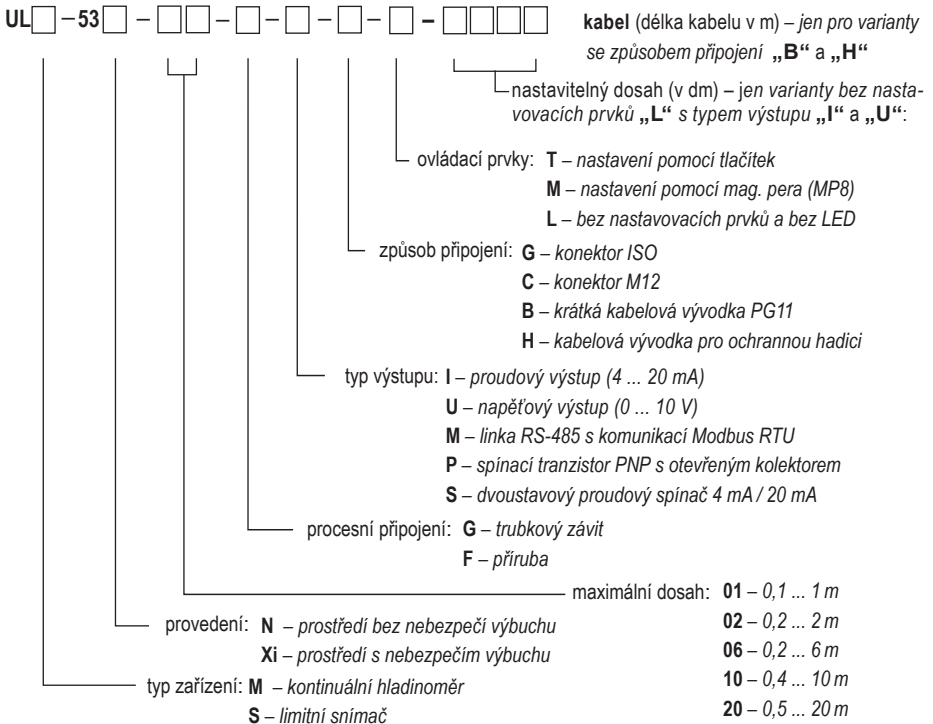 UL□ – 53□ – □□ – □ – □ – □ – □ – □□□□ kabel (délka kabelu v m) – jen pro varianty
se způsobem připojení „B“ a „H“
nastavitelný dosah (v dm) – jen varianty bez nasta-
vovacích prvků „L“ s typem výstupu „I“ a „U“:
ovládací prvky: T – nastavení pomocí tlačítek
M – nastavení pomocí mag. pera (MP8)
L – bez nastavovacích prvků a bez LED
způsob připojení: G – konektor ISO
C – konektor M12
B – krátká kabelová vývodka PG11
H – kabelová vývodka pro ochrannou hadici
typ výstupu: I – proudový výstup (4 ... 20 mA)
U – napěťový výstup (0 ... 10 V)
M – linka RS-485 s komunikací Modbus RTU
P – spínací tranzistor PNP s otevřeným kolektorem
S – dvoustavový proudový spínač 4 mA / 20 mA
procesní připojení: G – trubkový závit
F – příruba
maximální dosah: 01 – 0,1 ... 1 m
02 – 0,2 ... 2 m
06 – 0,2 ... 6 m
10 – 0,4 ... 10 m
20 – 0,5 ... 20 m
provedení: N – prostředí bez nebezpečí výbuchu
Xi – prostředí s nebezpečím výbuchu
typ zařízení: M – kontinuální hladinoměr
S – limitní snímač